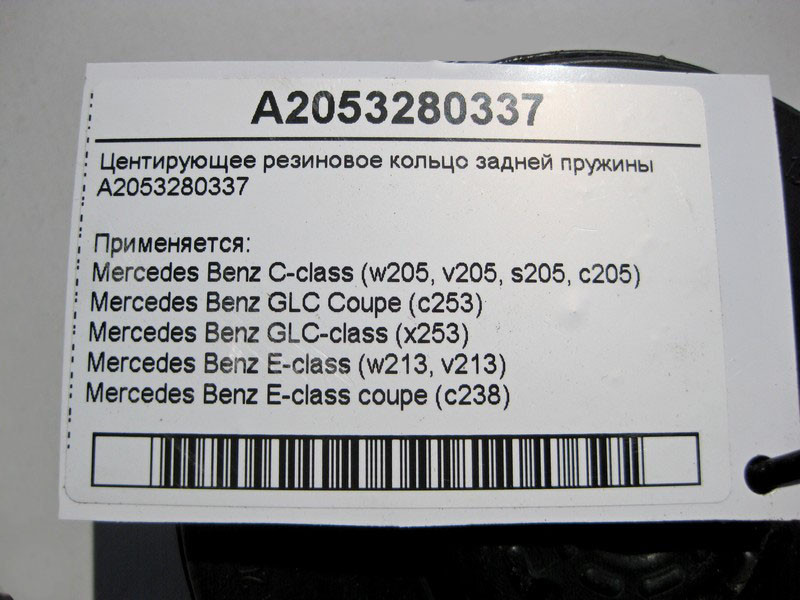 A2053280337
Центирующее резиновое кольцо задней пружины
A2053280337
Применяется:
Mercedes Benz C-class (w205, v205, s205, c205)
Mercedes Benz GLC Coupe (c253)
Mercedes Benz GLC-class (x253)
Mercedes Benz E-class (w213, v213)
Mercedes Benz E-class coupe (c238)